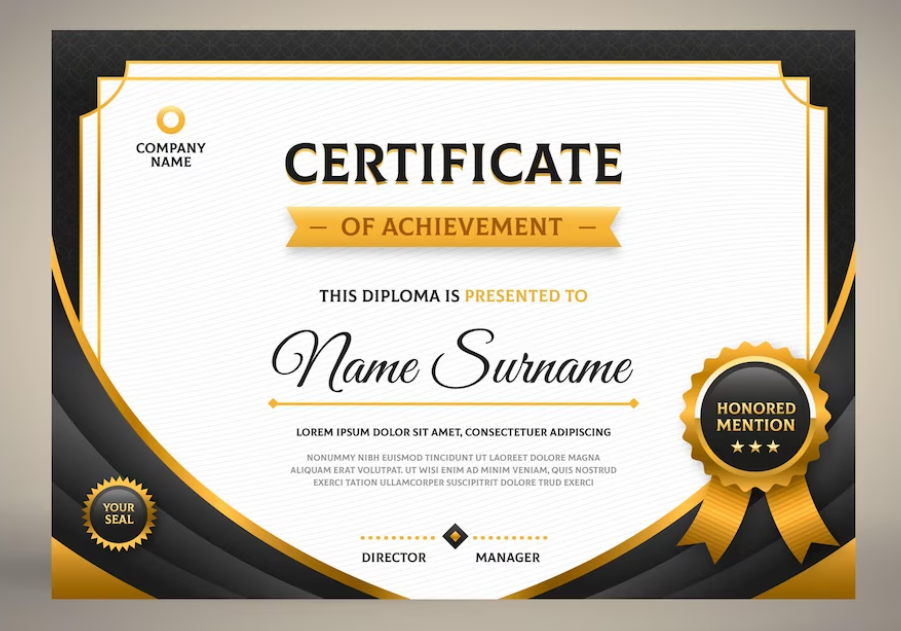 COMPANY
NAME
CERTIFICATE
OF ACHIEVEMENT
THIS DIPLOMA IS PRESENTED TO
Name Surname
LOREM IPSUM DOLOR SIT AMET, CONSECTETUER ADIPISCING
NONUMMY NIBH EUISMOD TINCIDUNT UT LAOREET DOLORE MAGNA
ALIQUAM ERAT VOLUTPAT. UT WISI ENIM AD MINIM VENIAM, QUIS NOSTRUD
EXERCI TATION ULLAMCORPER SUSCIPITRIT DOLORE TRUD EXERCI
HONORED
MENTION
YOUR
SEAL
DIRECTOR
MANAGER